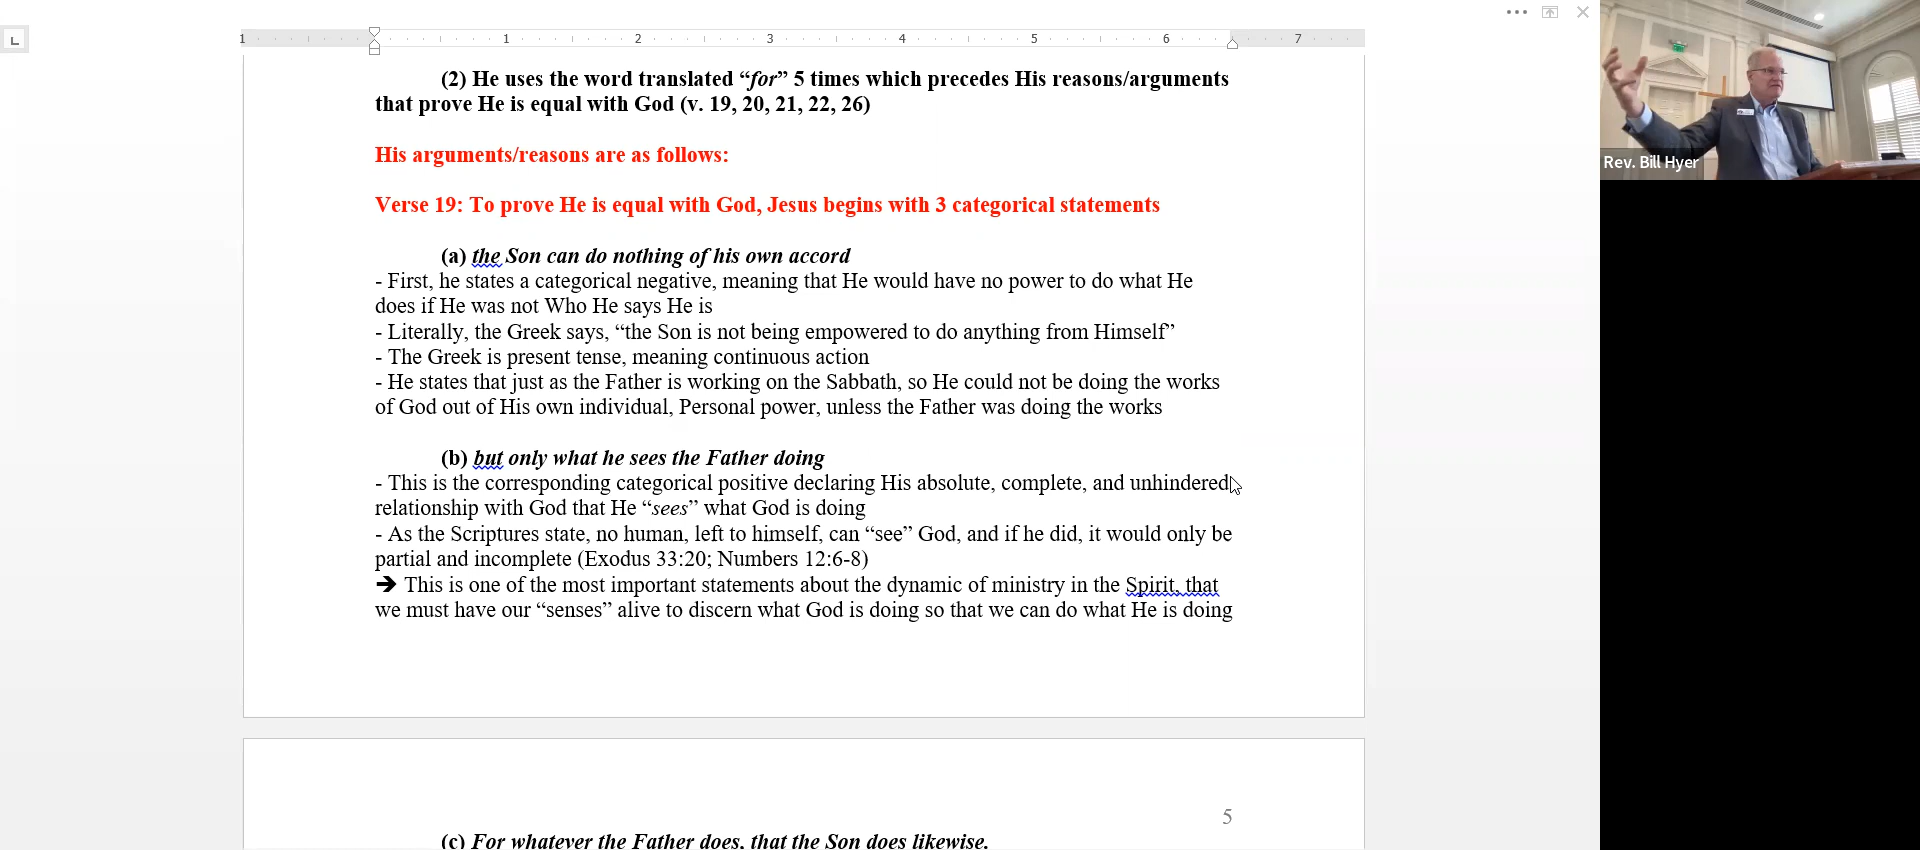 1 1 2 3 4 5 6 7
(2) He uses the word translated “for” 5 times which precedes His reasons/arguments
that prove He is equal with God (v. 19, 20, 21, 22, 26)
His arguments/reasons are as follows:
Verse 19: To prove He is equal with God, Jesus begins with 3 categorical statements
(a) the Son can do nothing of his own accord
- First, he states a categorical negative, meaning that He would have no power to do what He
does if He was not Who He says He is
- Literally, the Greek says, “the Son is not being empowered to do anything from Himself”
- The Greek is present tense, meaning continuous action
- He states that just as the Father is working on the Sabbath, so He could not be doing the works
of God out of His own individual, Personal power, unless the Father was doing the works
(b) but only what he sees the Father doing
- This is the corresponding categorical positive declaring His absolute, complete, and unhindered
relationship with God that He “sees” what God is doing
- As the Scriptures state, no human, left to himself, can “see” God, and if he did, it would only be
partial and incomplete (Exodus 33:20; Numbers 12:6-8)
➔ This is one of the most important statements about the dynamic of ministry in the Spirit, that
we must have our “senses” alive to discern what God is doing so that we can do what He is doing
5
(c) For whatever the Father does, that the Son does likewise.
Rev. Bill Hyer